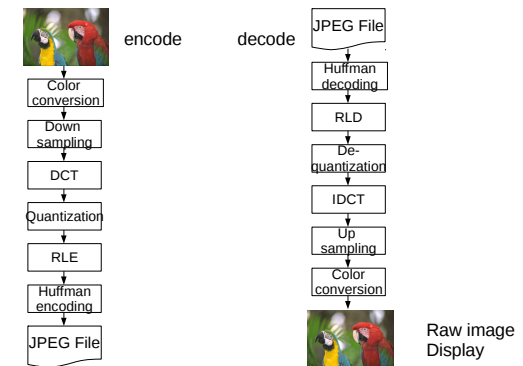 encode
Color
conversion
Down
sampling
DCT
Quantization
RLE
Huffman
encoding
JPEG File
decode
JPEG File
Huffman
decoding
RLD
De-
quantization
IDCT
Up
sampling
Color
conversion
Raw image
Display